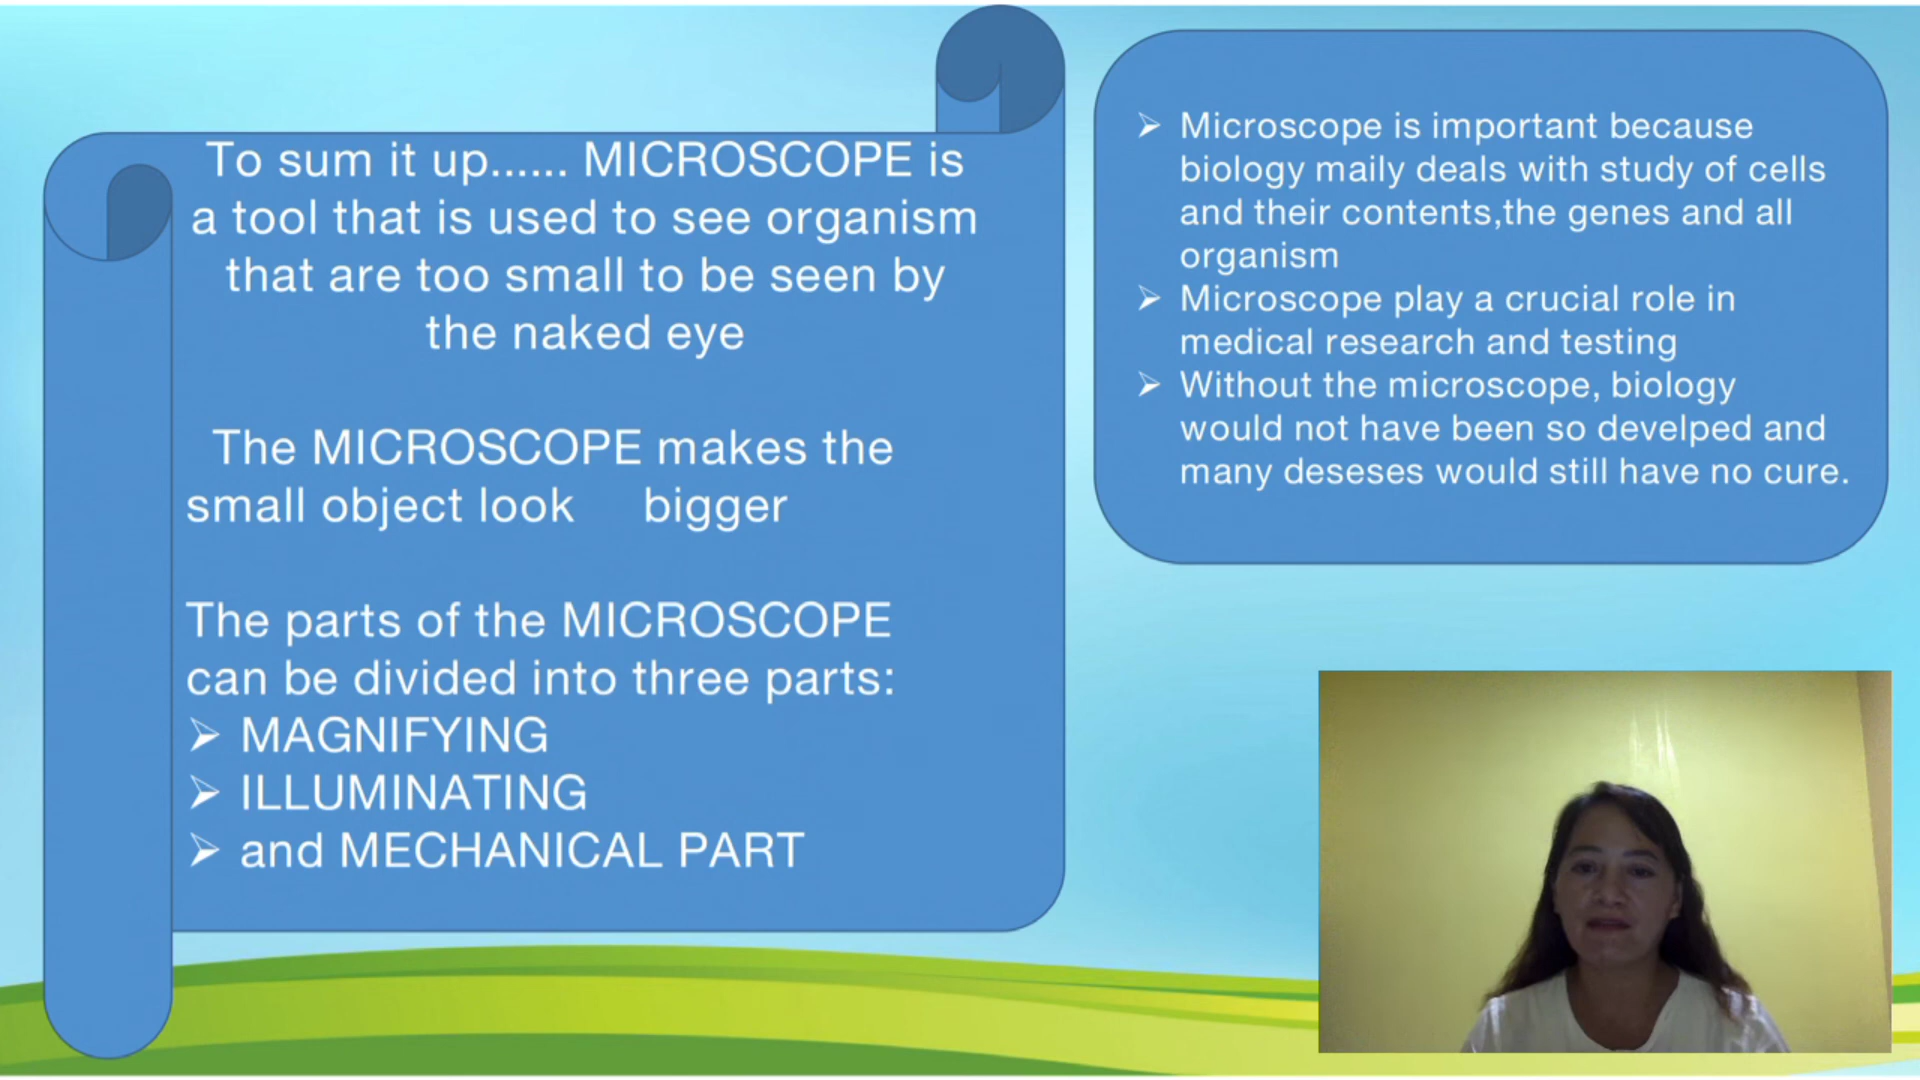 To sum it up...... MICROSCOPE is
a tool that is used to see organism
that are too small to be seen by
the naked eye
The MICROSCOPE makes the
small object look bigger
The parts of the MICROSCOPE
can be divided into three parts:
➢ MAGNIFYING
➢ ILLUMINATING
➢ and MECHANICAL PART
➢ Microscope is important because
biology maily deals with study of cells
and their contents,the genes and all
organism
➢ Microscope play a crucial role in
medical research and testing
➢ Without the microscope, biology
would not have been so develped and
many deseses would still have no cure.